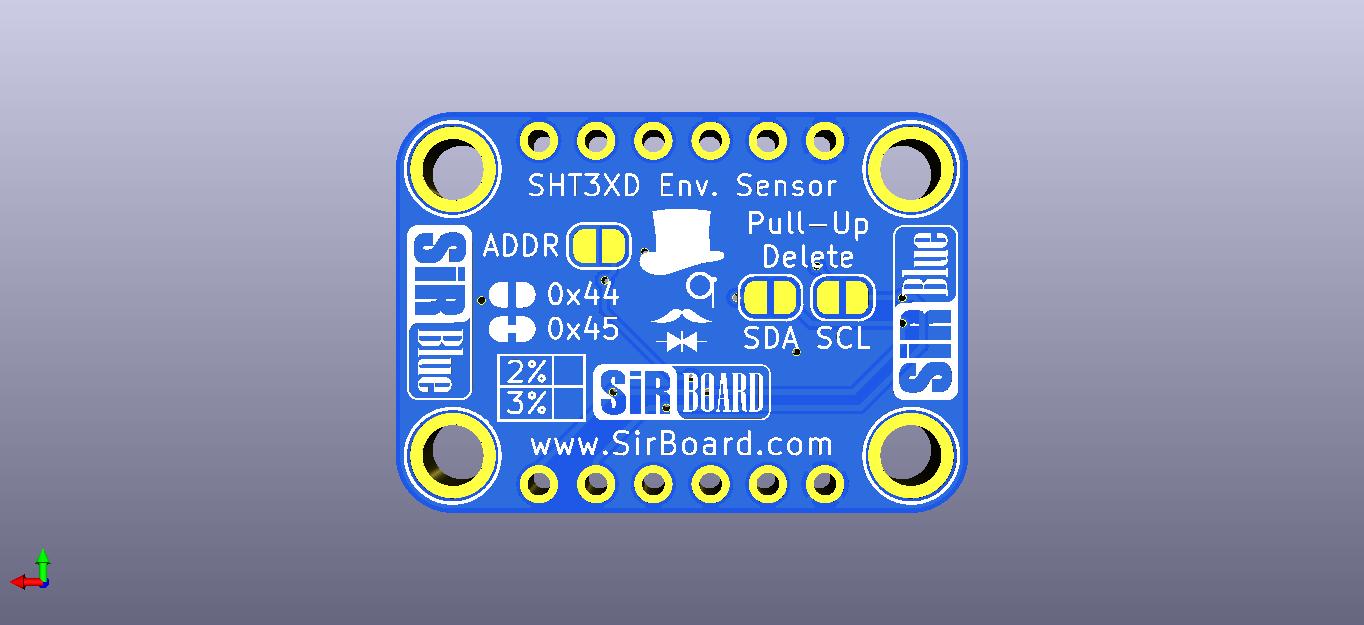 SHT3XD Env. Sensor
Pull-Up
Delete
ADDR
0x44
0x45
SDA SCL
SiR Blue
SiR Blue
2%
3%
SiR BOARD
www.SirBoard.com